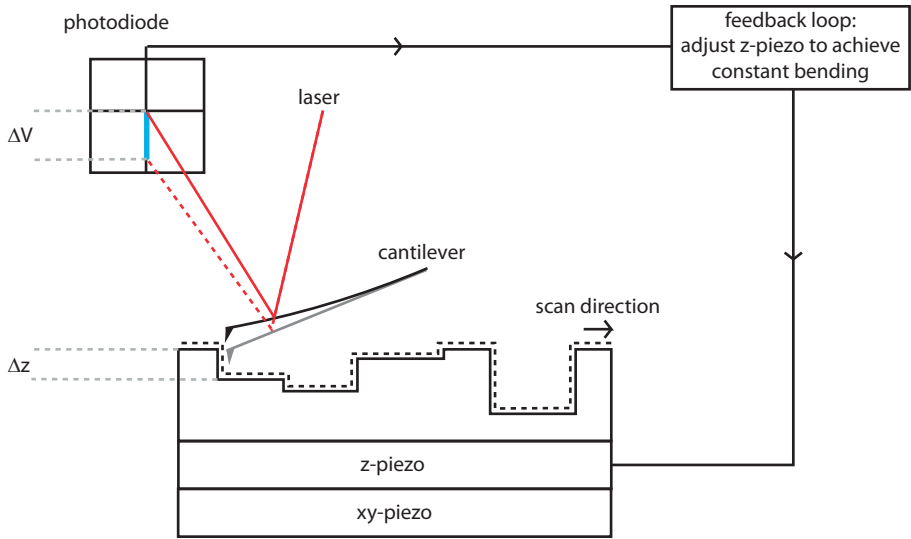 photodiode
feedback loop:
adjust z-piezo to achieve
constant bending
laser
ΔV
cantilever
scan direction
Δz
z-piezo
xy-piezo